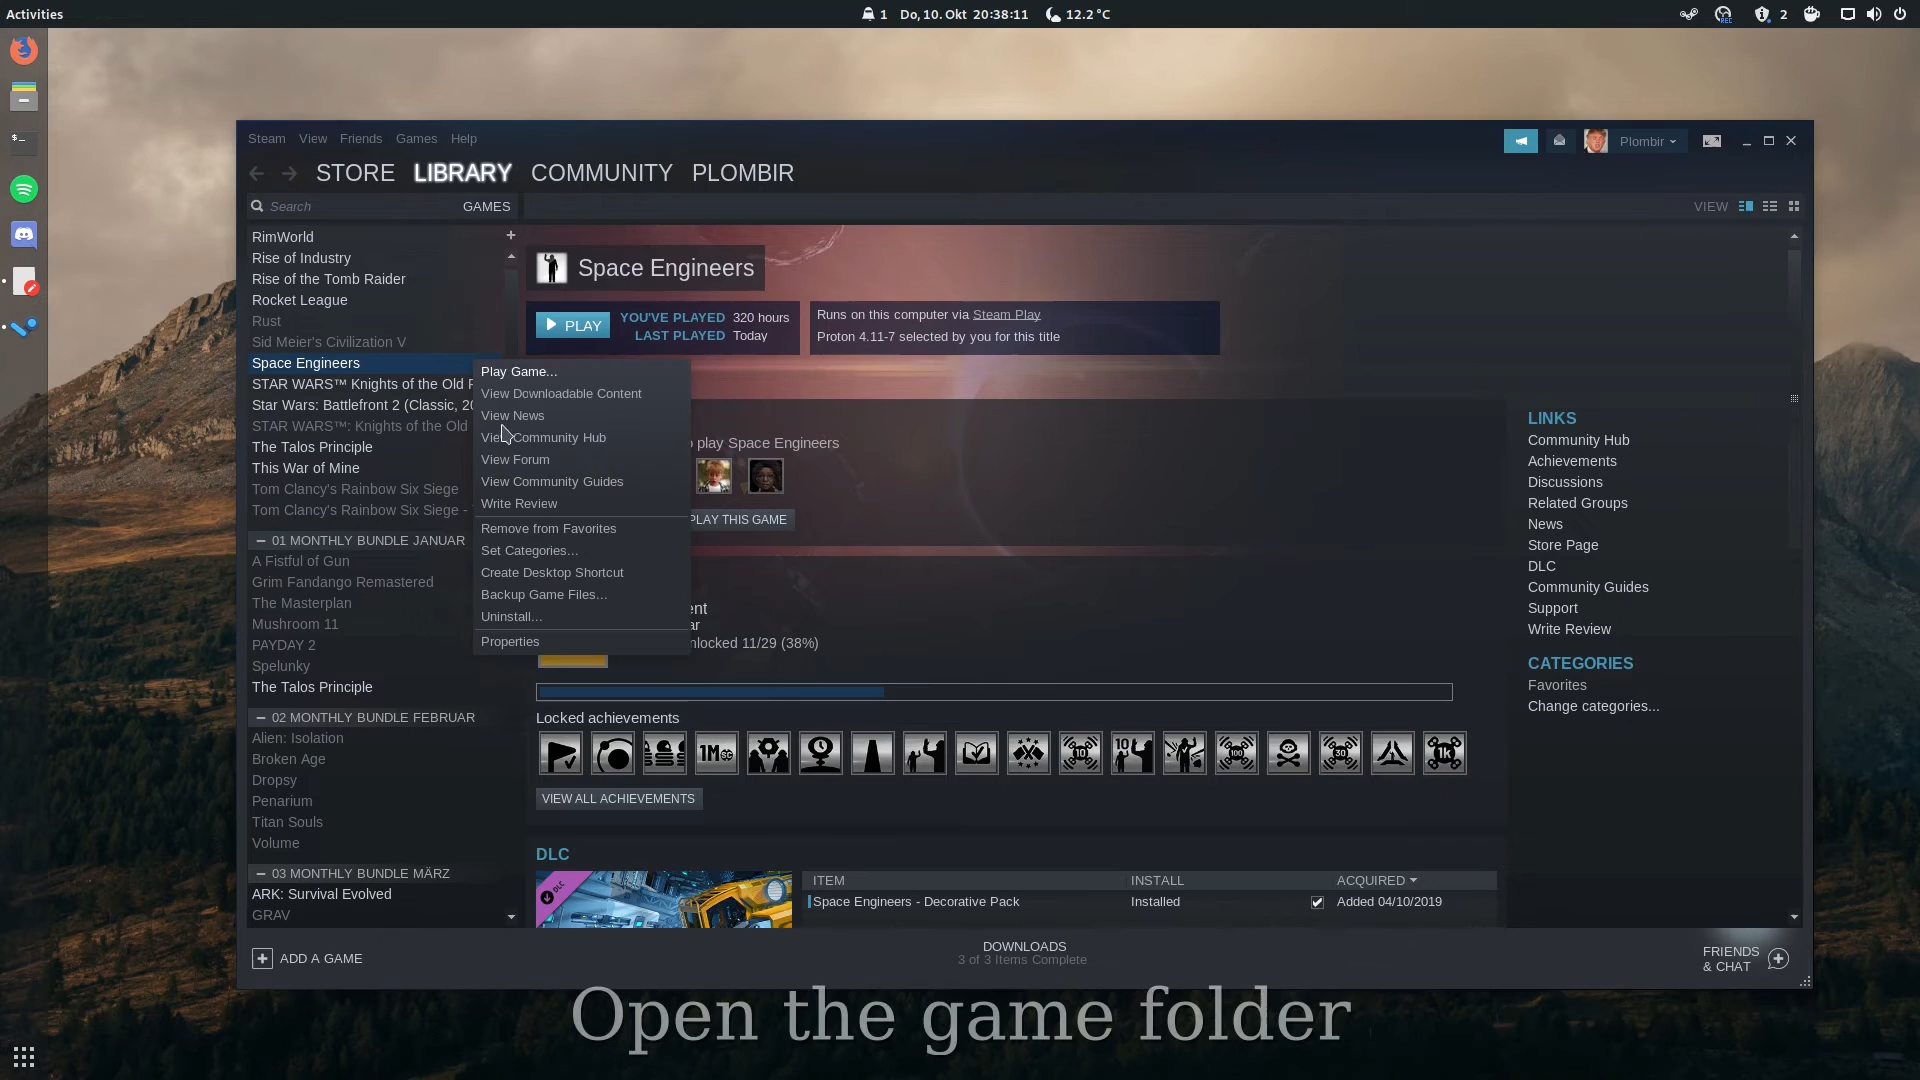 Activities
1 Do, 10. Okt 20:38:11 12.2 °C
2
Steam View Friends Games Help
Plombir
STORE LIBRARY COMMUNITY PLOMBIR
Search GAMES
VIEW
RimWorld
Rise of Industry
Rise of the Tomb Raider
Rocket League
Rust
Sid Meier's Civilization V
Space Engineers
STAR WARS™ Knights of the Old
Star Wars: Battlefront 2 (Classic, 20
STAR WARS™: Knights of the Old
The Talos Principle
This War of Mine
Tom Clancy's Rainbow Six Siege
Tom Clancy's Rainbow Six Siege -
01 MONTHLY BUNDLE JANUAR
A Fistful of Gun
Grim Fandango Remastered
The Masterplan
Mushroom 11
PAYDAY 2
Spelunky
The Talos Principle
02 MONTHLY BUNDLE FEBRUAR
Alien: Isolation
Broken Age
Dropsy
Penarium
Titan Souls
Volume
03 MONTHLY BUNDLE MÄRZ
ARK: Survival Evolved
GRAV
Play Game...
View Downloadable Content
View News
View Community Hub
View Forum
View Community Guides
Write Review
Remove from Favorites
Set Categories...
Create Desktop Shortcut
Backup Game Files...
Uninstall...
Properties
Space Engineers
PLAY
YOU'VE PLAYED 320 hours
LAST PLAYED Today
Runs on this computer via Steam Play
Proton 4.11-7 selected by you for this title
play Space Engineers
PLAY THIS GAME
nlocked 11/29 (38%)
Locked achievements
1M SC
10
10
100
30
1k
VIEW ALL ACHIEVEMENTS
DLC
DLC
ITEM INSTALL ACQUIRED
Space Engineers - Decorative Pack Installed Added 04/10/2019
LINKS
Community Hub
Achievements
Discussions
Related Groups
News
Store Page
DLC
Community Guides
Support
Write Review
CATEGORIES
Favorites
Change categories...
ADD A GAME
DOWNLOADS
3 of 3 Items Complete
FRIENDS
& CHAT
Open the game folder